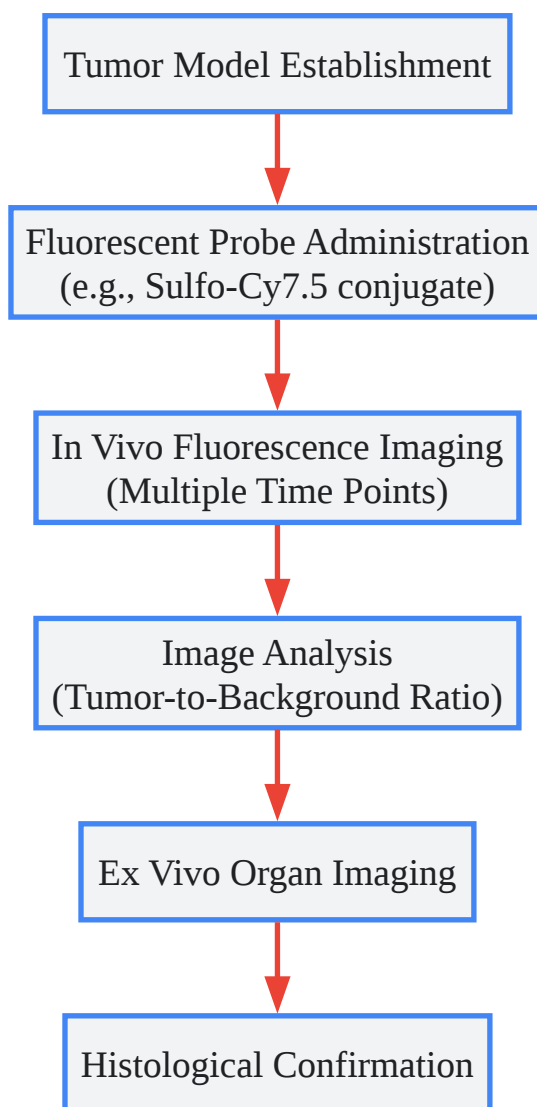 Tumor Model Establishment
Fluorescent Probe Administration
(e.g., Sulfo-Cy7.5 conjugate)
In Vivo Fluorescence Imaging
(Multiple Time Points)
Image Analysis
(Tumor-to-Background Ratio)
Ex Vivo Organ Imaging
Histological Confirmation